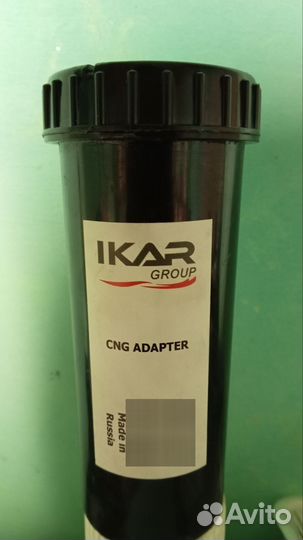 IKAR
GROUP
CNG ADAPTER
Made in
Russia
Avito